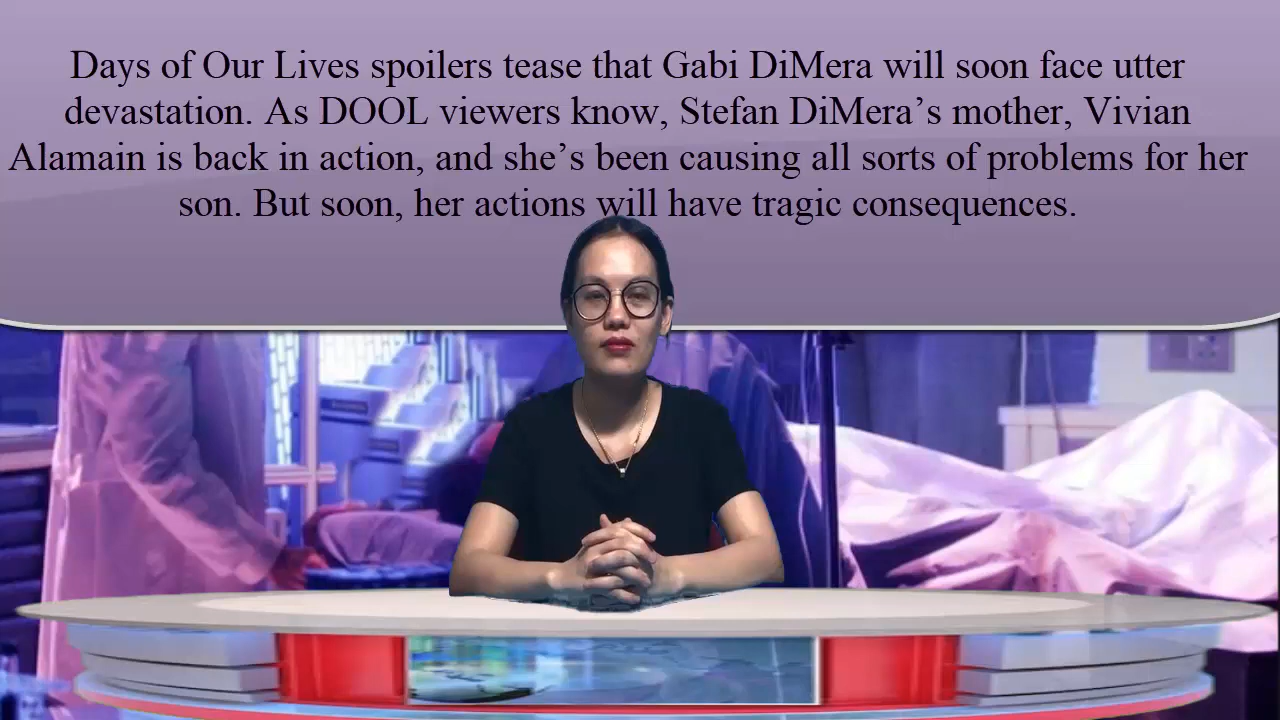 Days of Our Lives spoilers tease that Gabi DiMera will soon face utter
devastation. As DOOL viewers know, Stefan DiMera’s mother, Vivian
Alamain is back in action, and she’s been causing all sorts of problems for her
son. But soon, her actions will have tragic consequences.